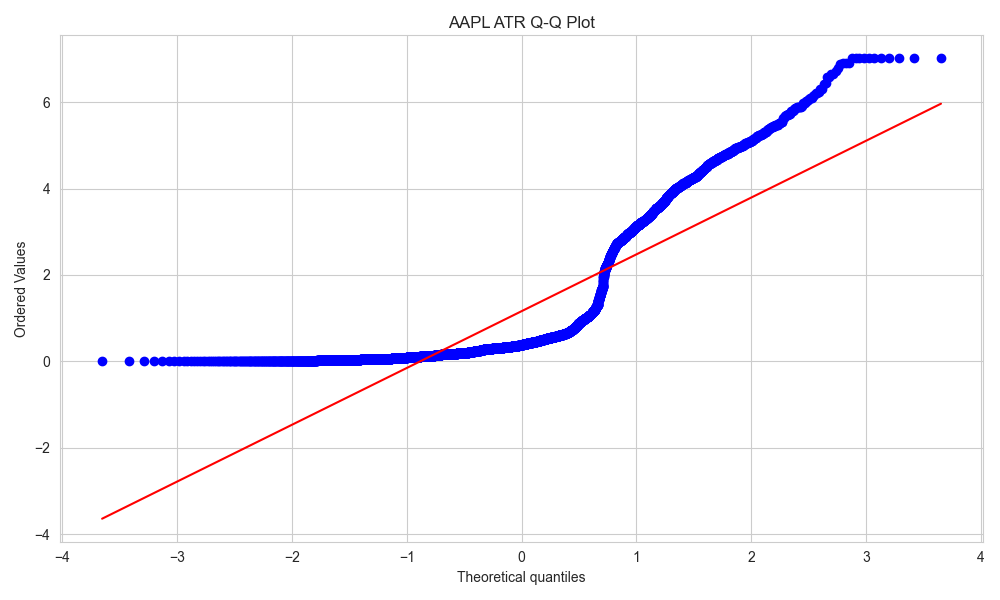 AAPL ATR Q-Q Plot
Ordered Values
6
4
2
0
−2
−4
−4 −3 −2 −1 0 1 2 3 4
Theoretical quantiles